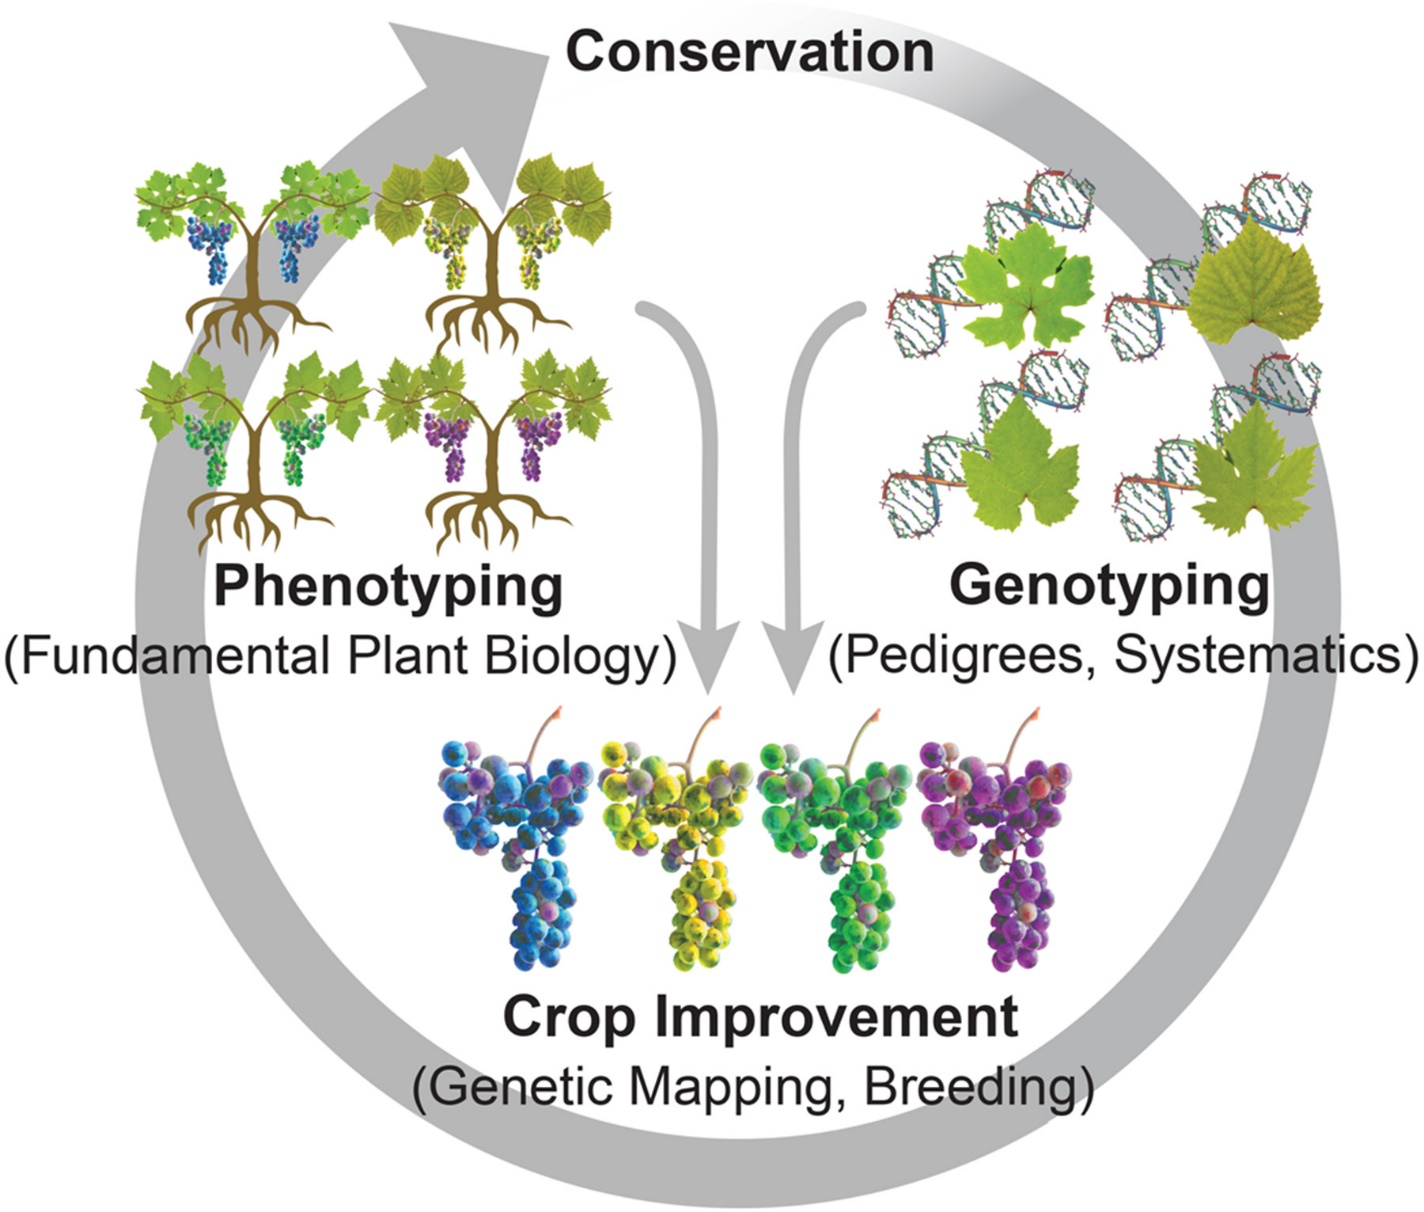 Conservation
Phenotyping
(Fundamental Plant Biology)
Genotyping
(Pedigrees, Systematics)
Crop Improvement
(Genetic Mapping, Breeding)